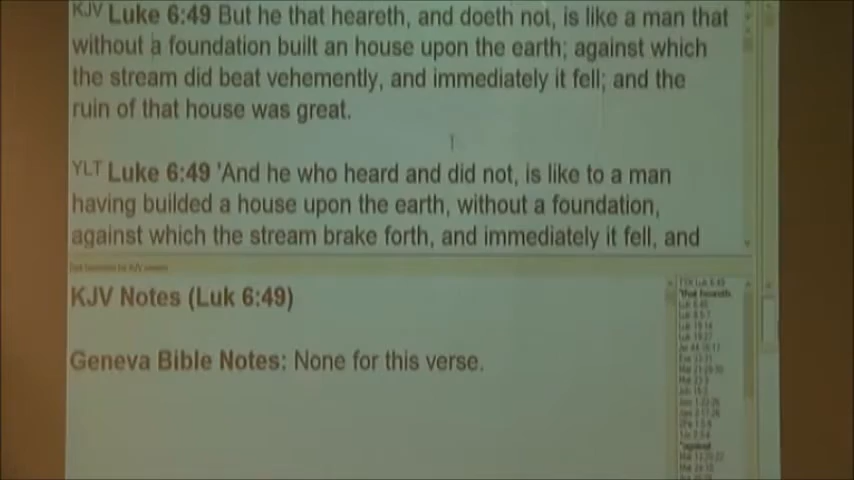 KJV Luke 6:49 But he that heareth, and doeth not, is like a man that
without a foundation built an house upon the earth; against which
the stream did beat vehemently, and immediately it fell; and the
ruin of that house was great.
YLT Luke 6:49 'And he who heard and did not, is like to a man
having builded a house upon the earth, without a foundation,
against which the stream brake forth, and immediately it fell, and
KJV Notes (Luk 6:49)
Geneva Bible Notes: None for this verse.
"that heareth